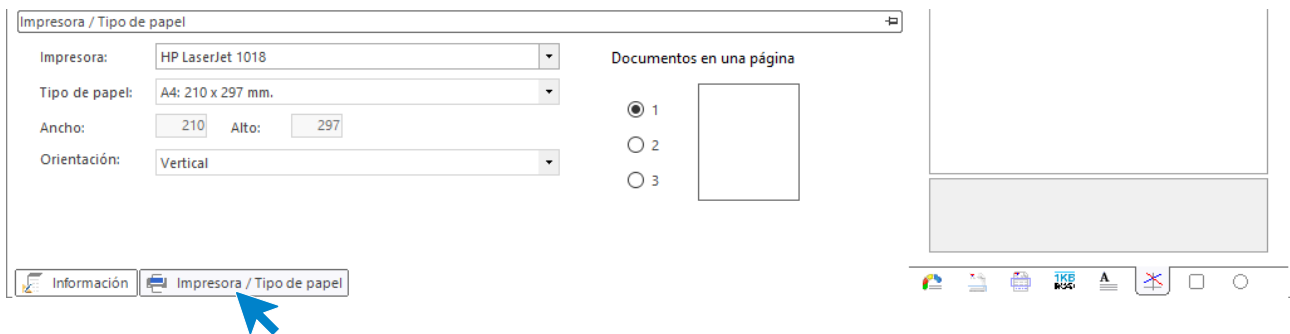 Impresora / Tipo de papel
Impresora: HP LaserJet 1018
Documentos en una página
Tipo de papel: A4: 210 x 297 mm.
1
Ancho: 210 Alto: 297
2
Orientación: Vertical
3
Información Impresora / Tipo de papel
1KB
A